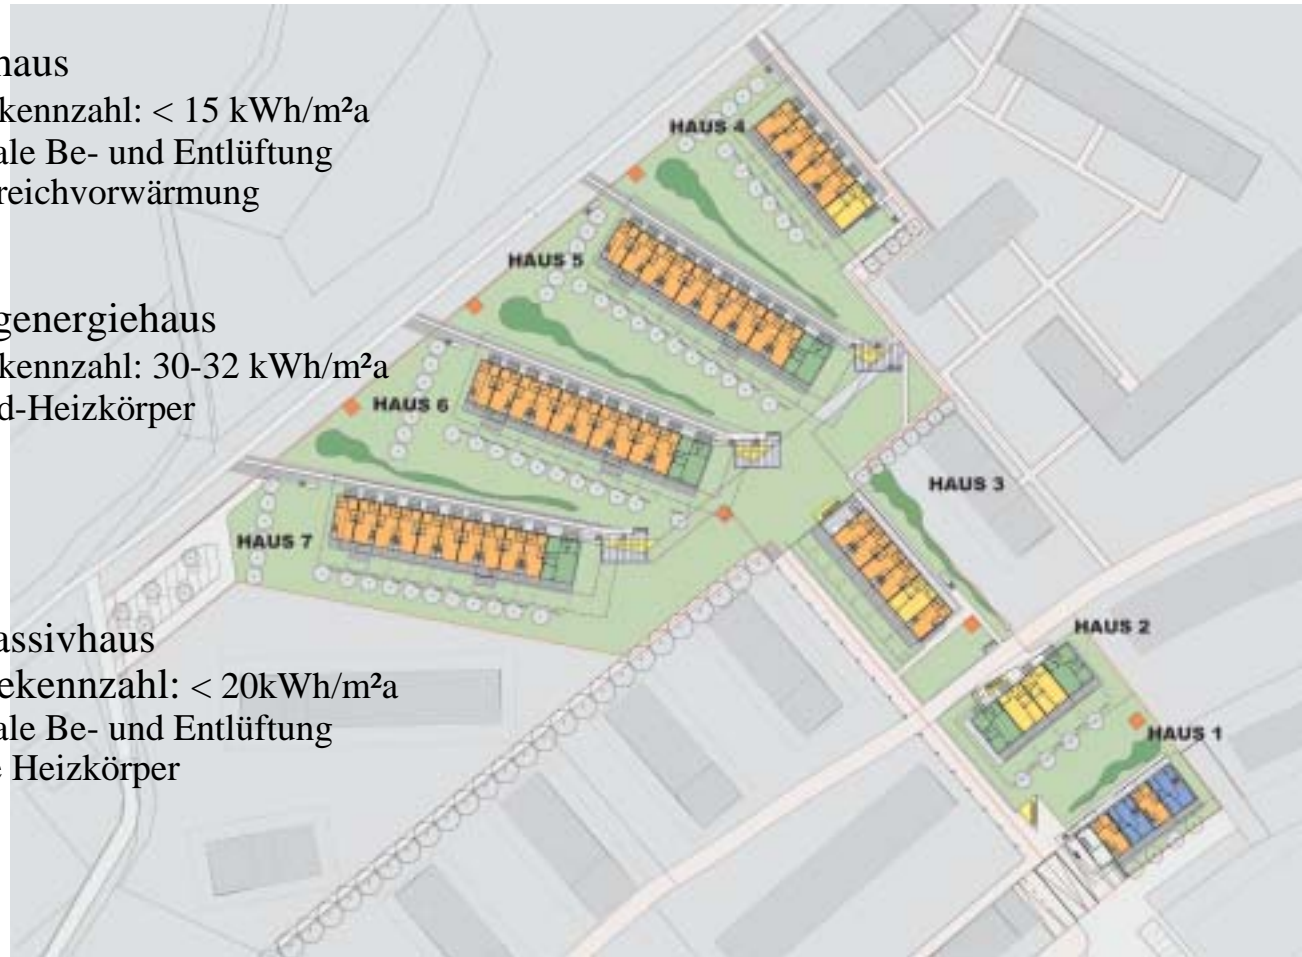 haus
kennzahl: < 15 kWh/m²a
ale Be- und Entlüftung
reichvorwärmung
genergiehaus
kennzahl: 30-32 kWh/m²a
d-Heizkörper
assivhaus
ekennzahl: < 20kWh/m²a
ale Be- und Entlüftung
e Heizkörper
HAUS 4
HAUS 5
HAUS 6
HAUS 3
HAUS 7
HAUS 2
HAUS 1